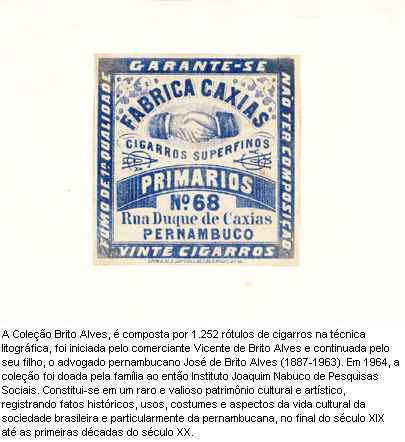 GARANTE-SE
NÃO TER COMPOSIÇÃO
FUMO DE 1ª QUALIDADE
FABRICA CAXIAS
CIGARROS SUPERFINOS
PRIMARIOS
Nº 68
Rua Duque de Caxias
PERNAMBUCO
VINTE CIGARROS
A Coleção Brito Alves, é composta por 1.252 rótulos de cigarros na técnica
litográfica, foi iniciada pelo comerciante Vicente de Brito Alves e continuada pelo
seu filho, o advogado pernambucano José de Brito Alves (1887-1963). Em 1964, a
coleção foi doada pela família ao então Instituto Joaquim Nabuco de Pesquisas
Sociais. Constitui-se em um raro e valioso patrimônio cultural e artístico,
registrando fatos históricos, usos, costumes e aspectos da vida cultural da
sociedade brasileira e particularmente da pernambucana, no final do século XIX
até as primeiras décadas do século XX.